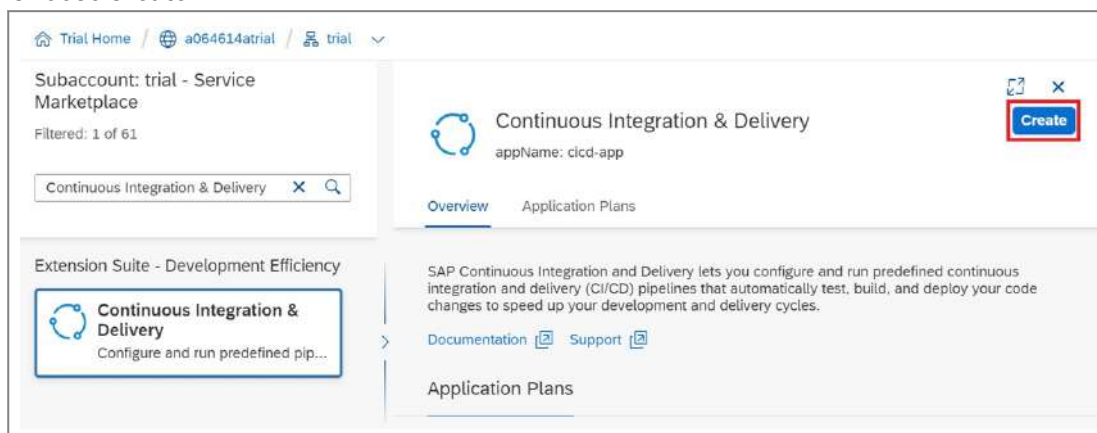 Trial Home / a064614atrial / trial
Subaccount: trial - Service
Marketplace
Filtered: 1 of 61
Continuous Integration & Delivery
Extension Suite - Development Efficiency
Continuous Integration &
Delivery
Configure and run predefined pip...
Continuous Integration & Delivery
appName: cicd-app
Create
Overview Application Plans
SAP Continuous Integration and Delivery lets you configure and run predefined continuous
integration and delivery (CI/CD) pipelines that automatically test, build, and deploy your code
changes to speed up your development and delivery cycles.
Documentation Support
Application Plans